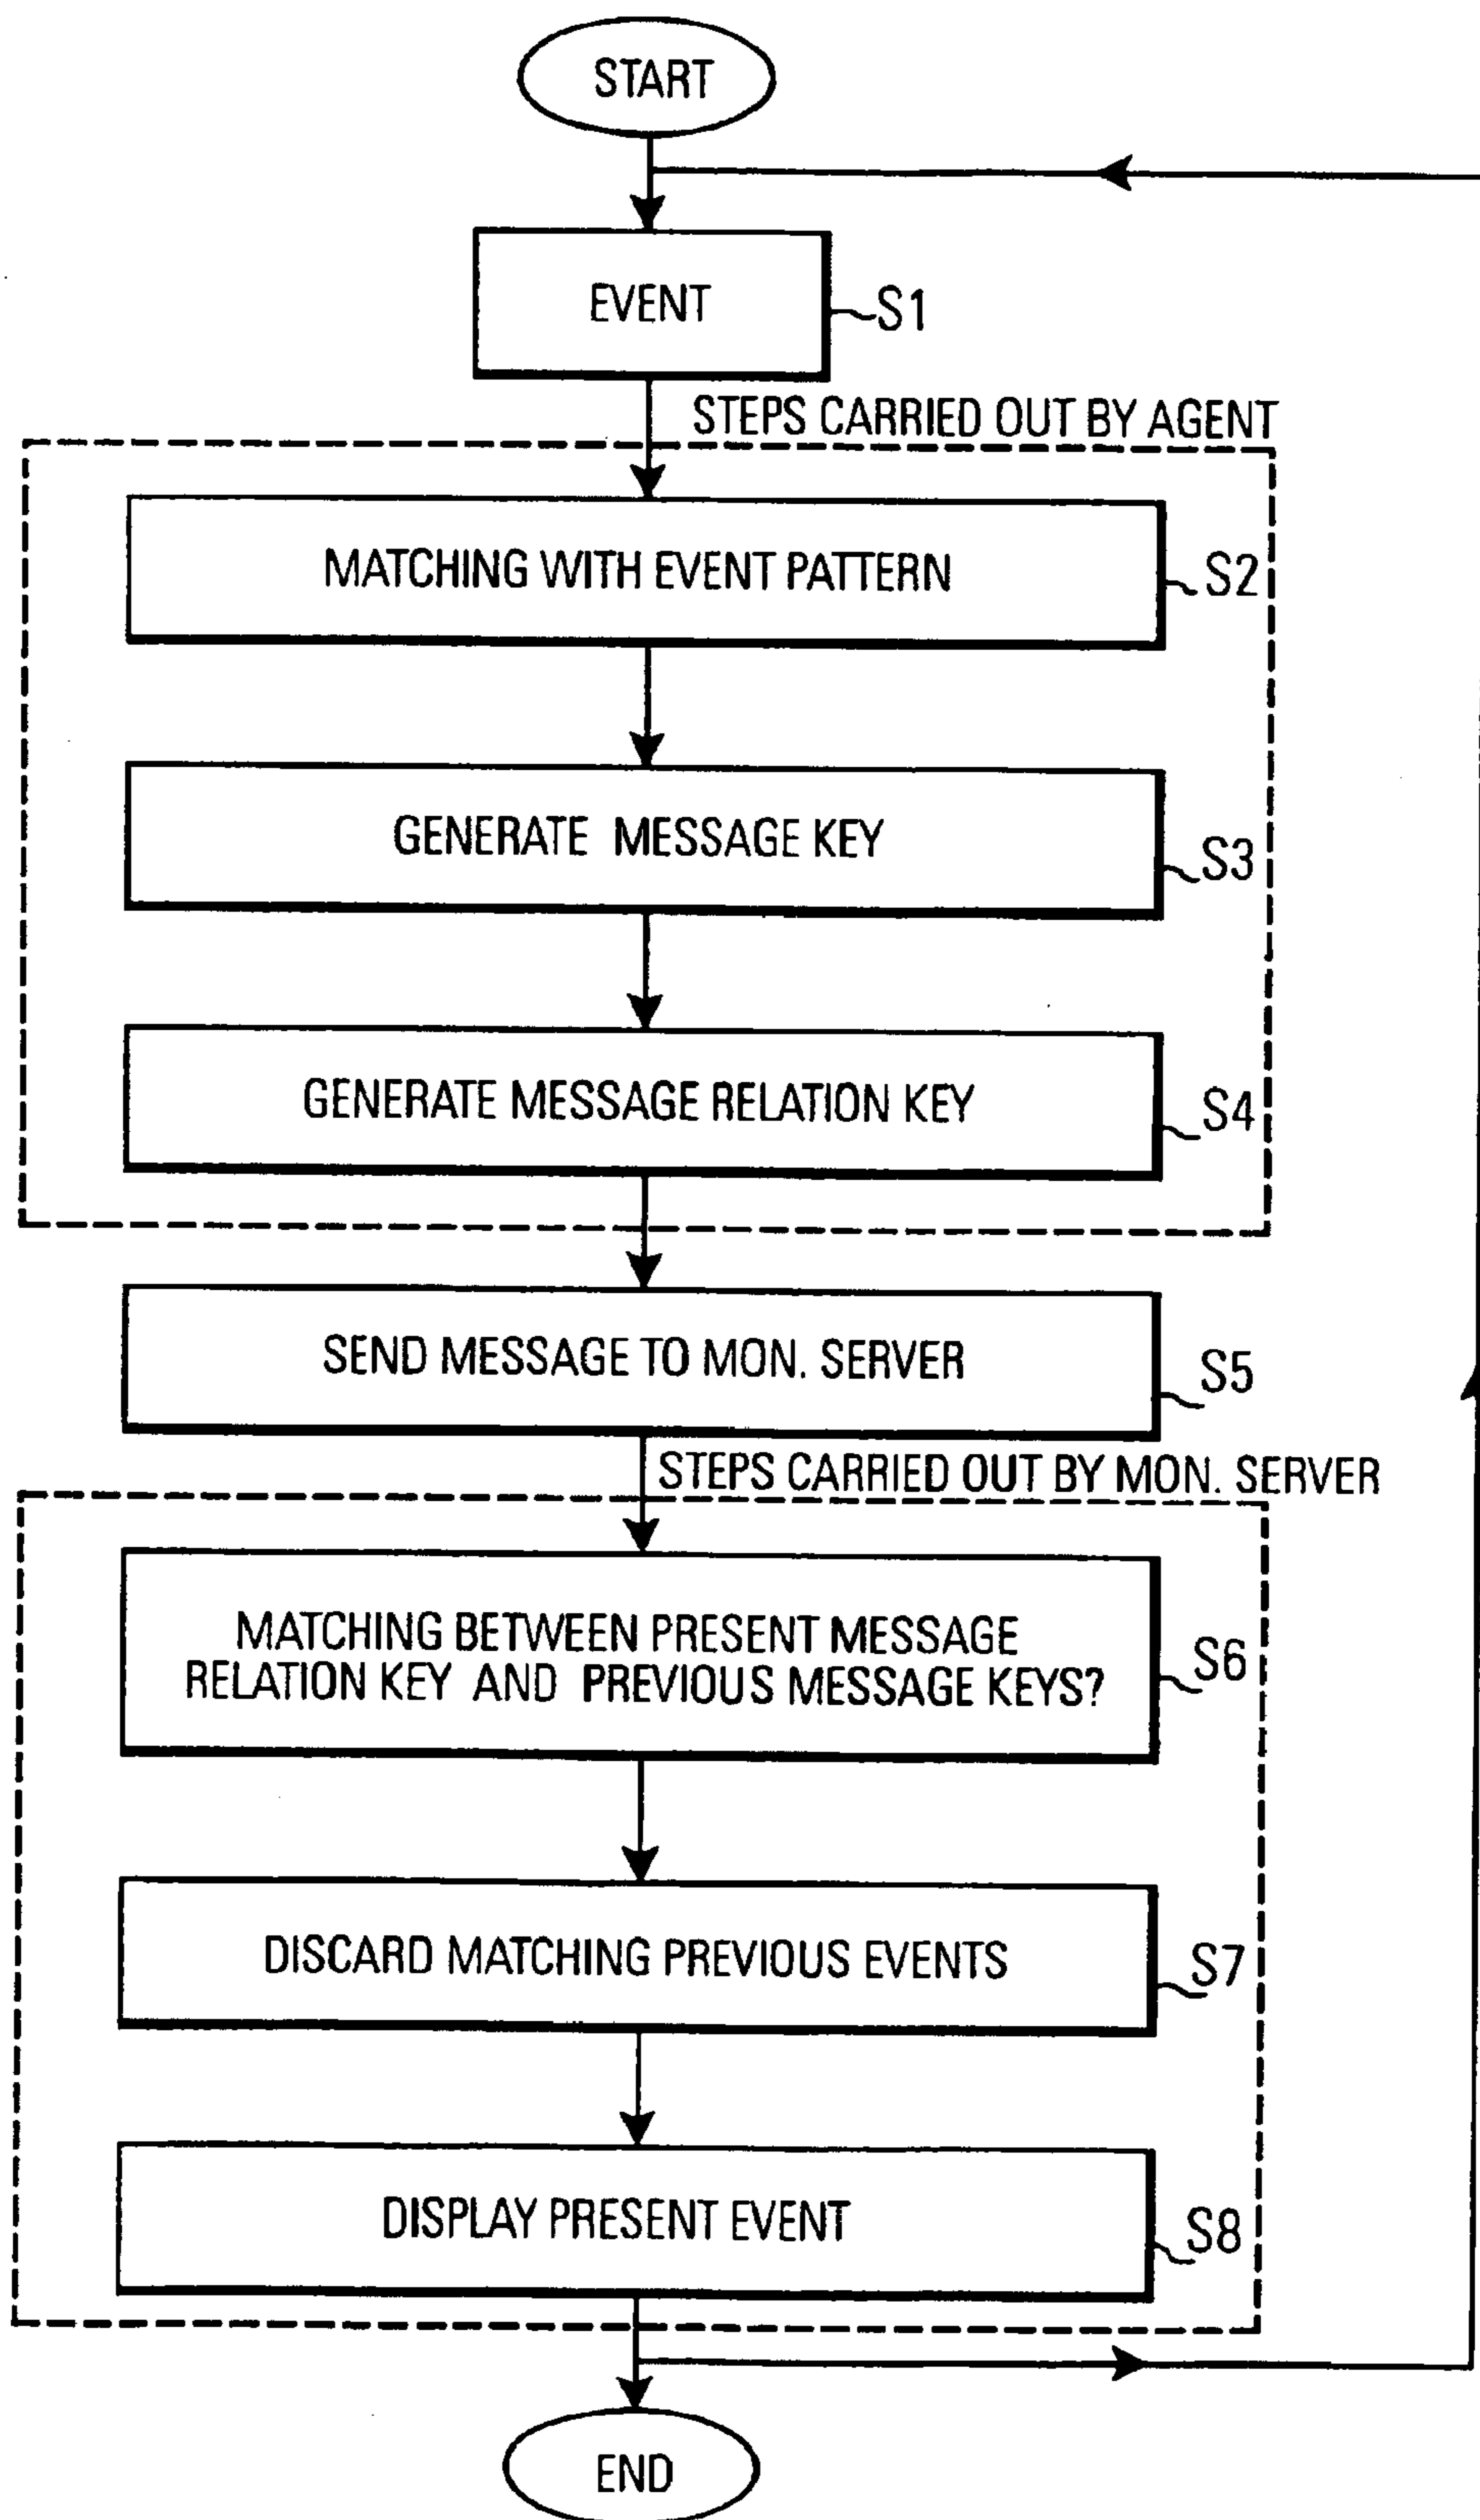 START
EVENT
S1
STEPS CARRIED OUT BY AGENT
MATCHING WITH EVENT PATTERN
S2
GENERATE MESSAGE KEY
S3
GENERATE MESSAGE RELATION KEY
S4
SEND MESSAGE TO MON. SERVER
S5
STEPS CARRIED OUT BY MON. SERVER
MATCHING BETWEEN PRESENT MESSAGE
RELATION KEY AND PREVIOUS MESSAGE KEYS?
S6
DISCARD MATCHING PREVIOUS EVENTS
S7
DISPLAY PRESENT EVENT
S8
END